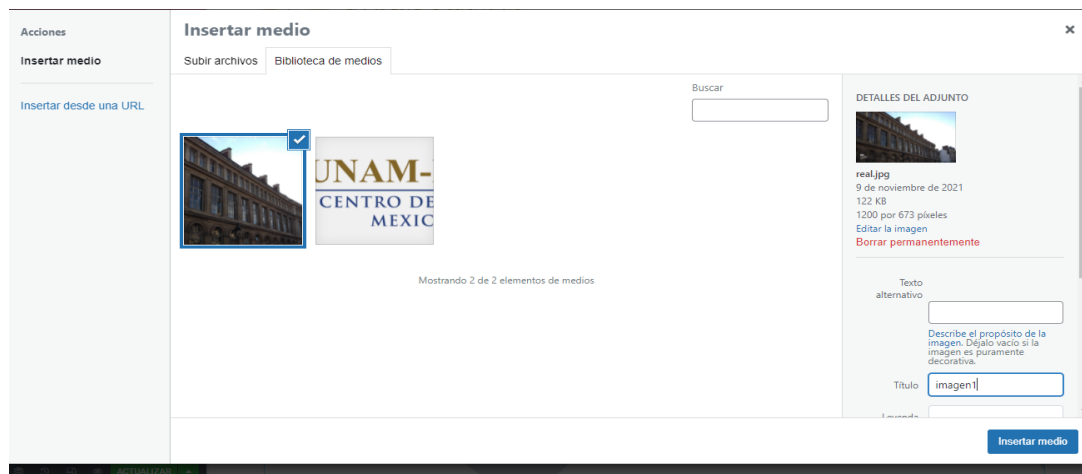 Acciones
Insertar medio
Insertar desde una URL
Insertar medio
Subir archivos Biblioteca de medios
Buscar
UNAM-
CENTRO DE
MEXIC
Mostrando 2 de 2 elementos de medios
DETALLES DEL ADJUNTO
real.jpg
9 de noviembre de 2021
122 KB
1200 por 673 píxeles
Editar la imagen
Borrar permanentemente
Texto
alternativo
Describe el propósito de la
imagen. Déjalo vacío si la
imagen es puramente
decorativa.
Título imagen1
Leyenda
Insertar medio
ACTUALIZAR